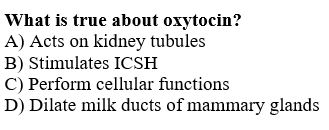 What is true about oxytocin?
A) Acts on kidney tubules
B) Stimulates ICSH
C) Perform cellular functions
D) Dilate milk ducts of mammary glands